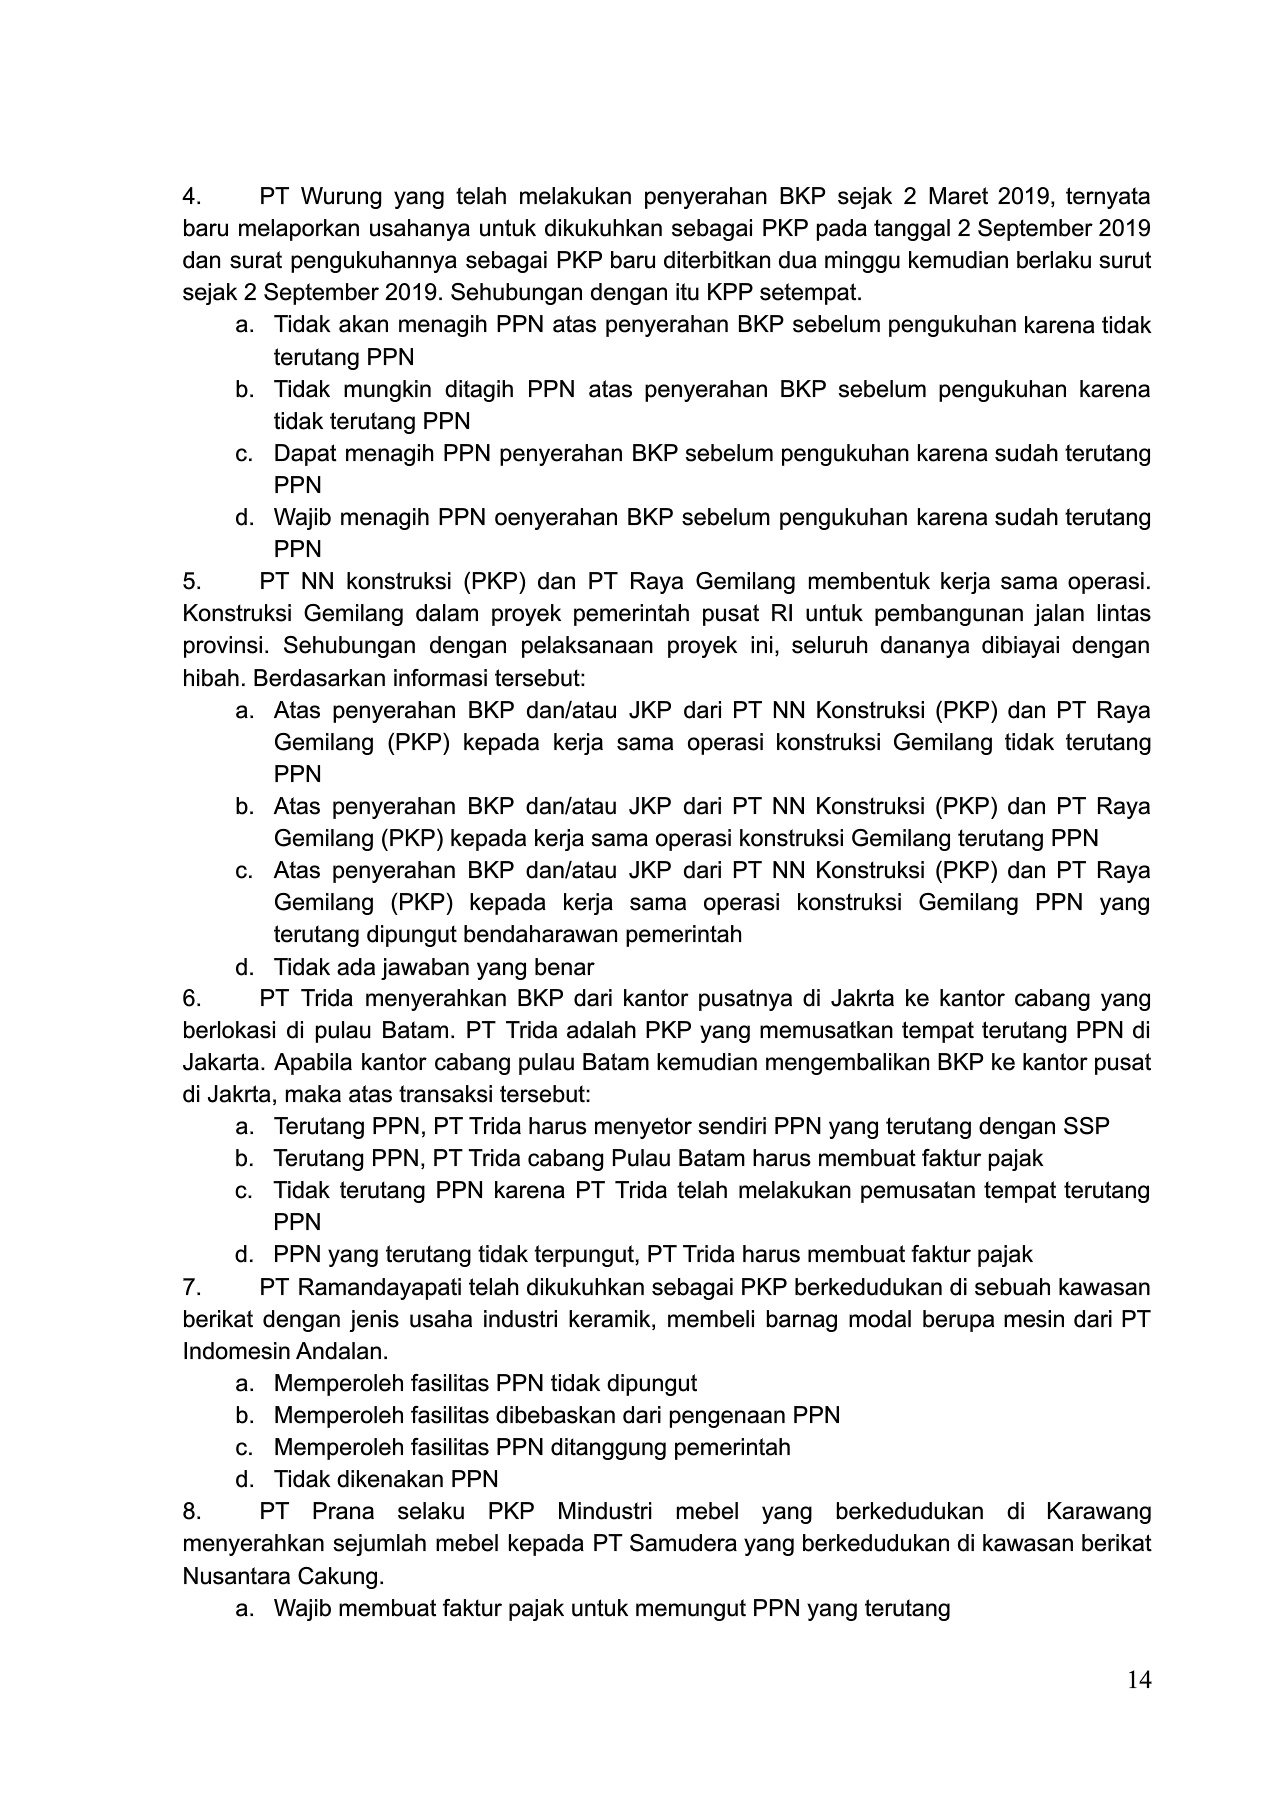 4. PT Wurung yang telah melakukan penyerahan BKP sejak 2 Maret 2019, ternyata
baru melaporkan usahanya untuk dikukuhkan sebagai PKP pada tanggal 2 September 2019
dan surat pengukuhannya sebagai PKP baru diterbitkan dua minggu kemudian berlaku surut
sejak 2 September 2019. Sehubungan dengan itu KPP setempat.
a. Tidak akan menagih PPN atas penyerahan BKP sebelum pengukuhan karena tidak
terutang PPN
b. Tidak mungkin ditagih PPN atas penyerahan BKP sebelum pengukuhan karena
tidak terutang PPN
c. Dapat menagih PPN penyerahan BKP sebelum pengukuhan karena sudah terutang
PPN
d. Wajib menagih PPN oenyerahan BKP sebelum pengukuhan karena sudah terutang
PPN
5. PT NN konstruksi (PKP) dan PT Raya Gemilang membentuk kerja sama operasi.
Konstruksi Gemilang dalam proyek pemerintah pusat RI untuk pembangunan jalan lintas
provinsi. Sehubungan dengan pelaksanaan proyek ini, seluruh dananya dibiayai dengan
hibah. Berdasarkan informasi tersebut:
a. Atas penyerahan BKP dan/atau JKP dari PT NN Konstruksi (PKP) dan PT Raya
Gemilang (PKP) kepada kerja sama operasi konstruksi Gemilang tidak terutang
PPN
b. Atas penyerahan BKP dan/atau JKP dari PT NN Konstruksi (PKP) dan PT Raya
Gemilang (PKP) kepada kerja sama operasi konstruksi Gemilang terutang PPN
c. Atas penyerahan BKP dan/atau JKP dari PT NN Konstruksi (PKP) dan PT Raya
Gemilang (PKP) kepada kerja sama operasi konstruksi Gemilang PPN yang
terutang dipungut bendaharawan pemerintah
d. Tidak ada jawaban yang benar
6. PT Trida menyerahkan BKP dari kantor pusatnya di Jakrta ke kantor cabang yang
berlokasi di pulau Batam. PT Trida adalah PKP yang memusatkan tempat terutang PPN di
Jakarta. Apabila kantor cabang pulau Batam kemudian mengembalikan BKP ke kantor pusat
di Jakrta, maka atas transaksi tersebut:
a. Terutang PPN, PT Trida harus menyetor sendiri PPN yang terutang dengan SSP
b. Terutang PPN, PT Trida cabang Pulau Batam harus membuat faktur pajak
c. Tidak terutang PPN karena PT Trida telah melakukan pemusatan tempat terutang
PPN
d. PPN yang terutang tidak terpungut, PT Trida harus membuat faktur pajak
7. PT Ramandayapati telah dikukuhkan sebagai PKP berkedudukan di sebuah kawasan
berikat dengan jenis usaha industri keramik, membeli barnag modal berupa mesin dari PT
Indomesin Andalan.
a. Memperoleh fasilitas PPN tidak dipungut
b. Memperoleh fasilitas dibebaskan dari pengenaan PPN
c. Memperoleh fasilitas PPN ditanggung pemerintah
d. Tidak dikenakan PPN
8. PT Prana selaku PKP Mindustri mebel yang berkedudukan di Karawang
menyerahkan sejumlah mebel kepada PT Samudera yang berkedudukan di kawasan berikat
Nusantara Cakung.
a. Wajib membuat faktur pajak untuk memungut PPN yang terutang
14